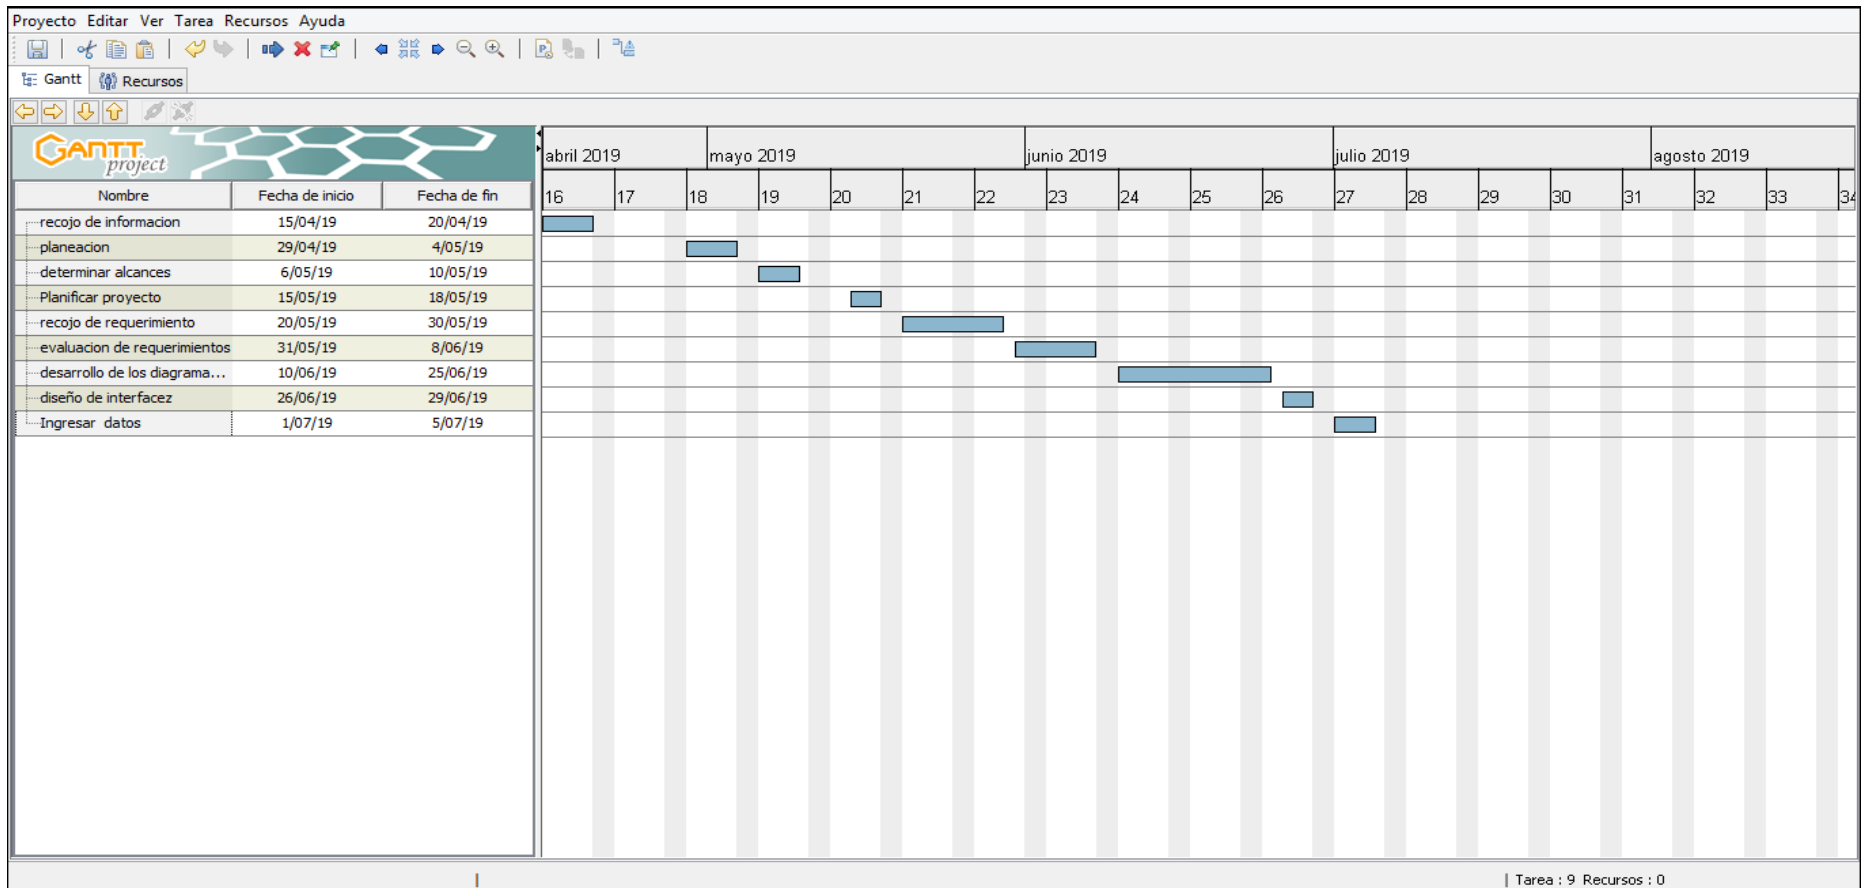 Proyecto Editar Ver Tarea Recursos Ayuda
Gantt Recursos
GANTT
project
abril 2019 mayo 2019 junio 2019 julio 2019 agosto 2019
Nombre Fecha de inicio Fecha de fin 16 17 18 19 20 21 22 23 24 25 26 27 28 29 30 31 32 33 34
recojo de informacion 15/04/19 20/04/19
planeacion 29/04/19 4/05/19
determinar alcances 6/05/19 10/05/19
Planificar proyecto 15/05/19 18/05/19
recojo de requerimiento 20/05/19 30/05/19
evaluacion de requerimientos 31/05/19 8/06/19
desarrollo de los diagrama... 10/06/19 25/06/19
diseño de interfacez 26/06/19 29/06/19
Ingresar datos 1/07/19 5/07/19
Tarea : 9 Recursos : 0